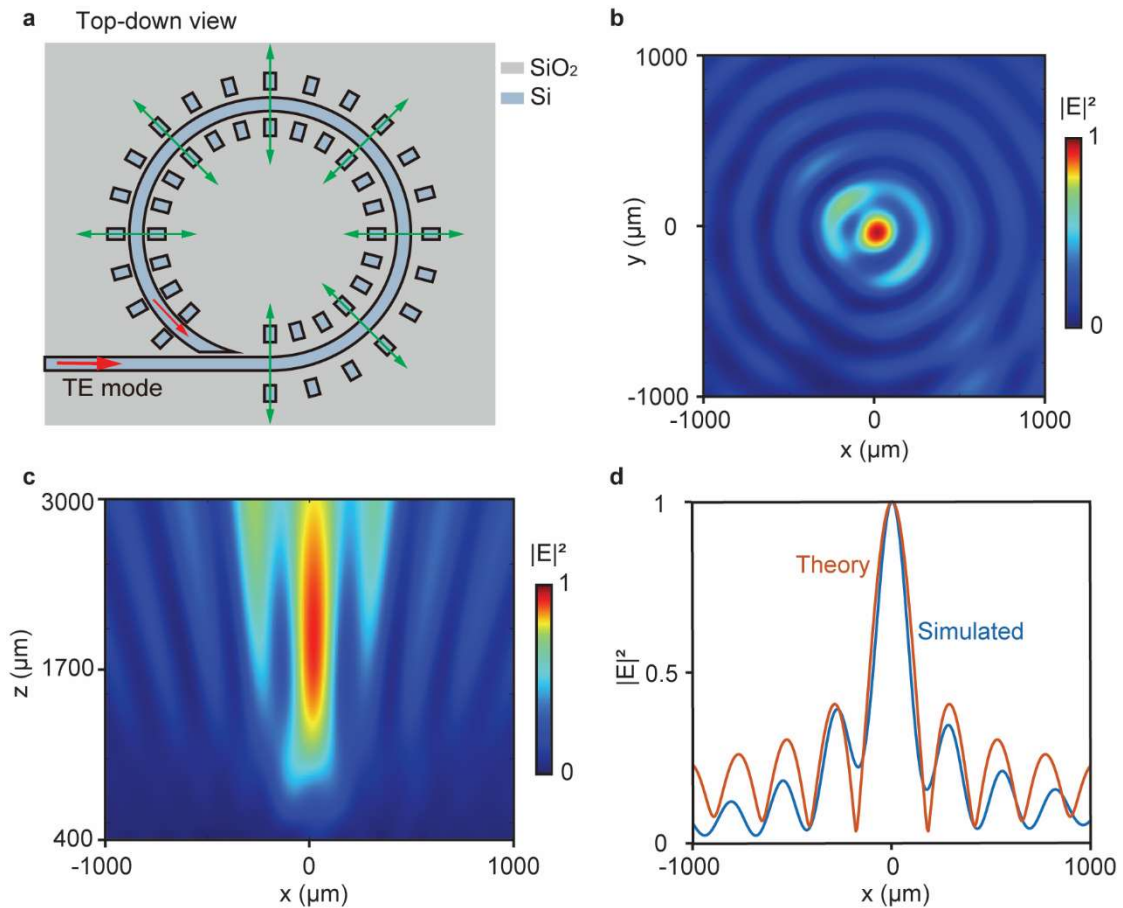 a
Top-down view
SiO₂
Si
TE mode
b
1000
0
-1000
y (µm)
-1000
0
1000
x (µm)
|E|²
1
0
c
3000
1700
400
z (µm)
-1000
0
1000
x (µm)
|E|²
1
0
d
1
0.5
0
|E|²
Theory
Simulated
-1000
0
1000
x (µm)